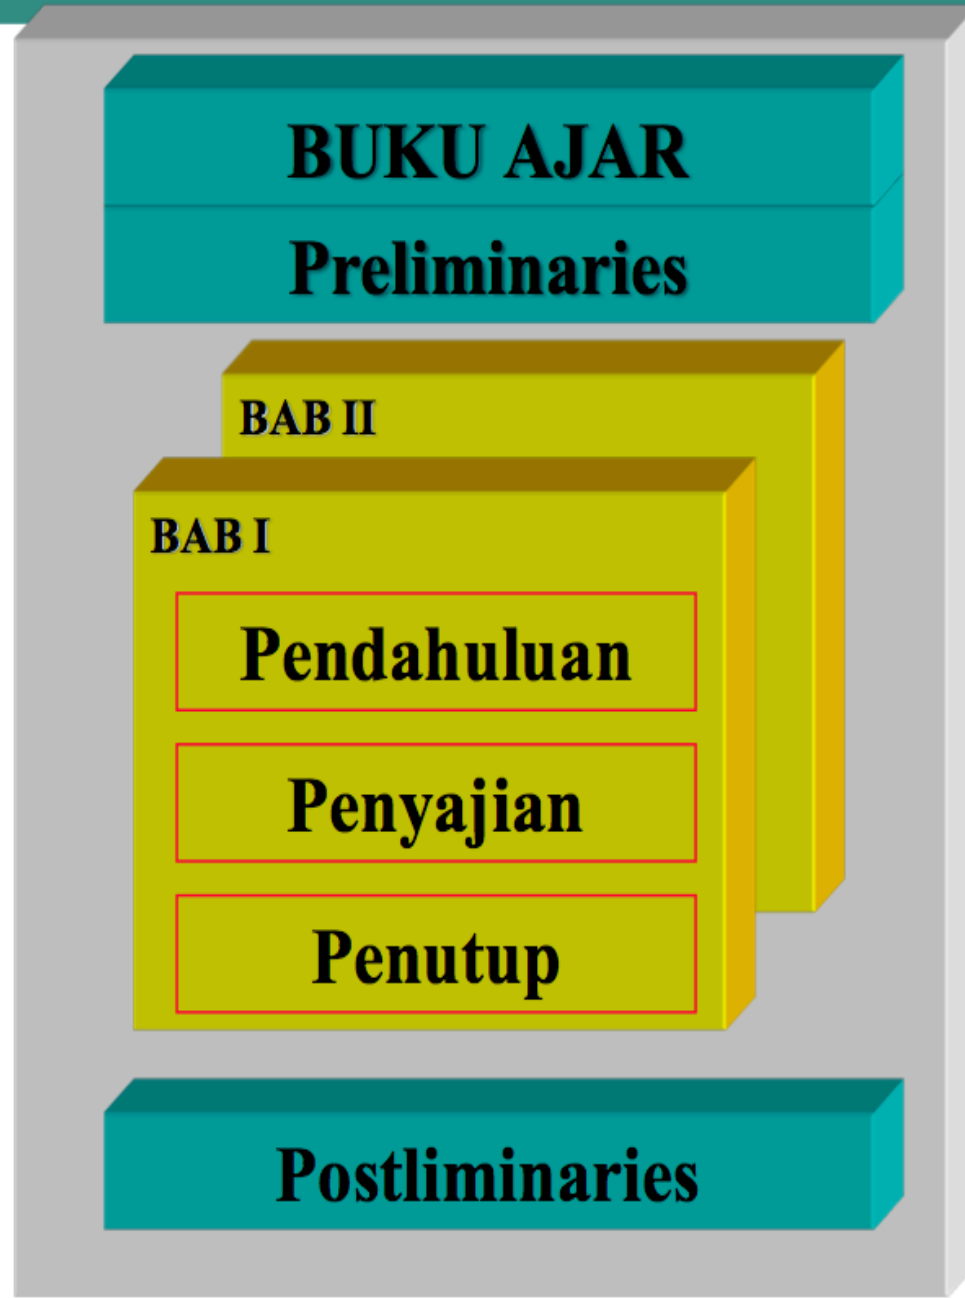 BUKU AJAR
Preliminaries
BAB II
BAB I
Pendahuluan
Penyajian
Penutup
Postliminaries